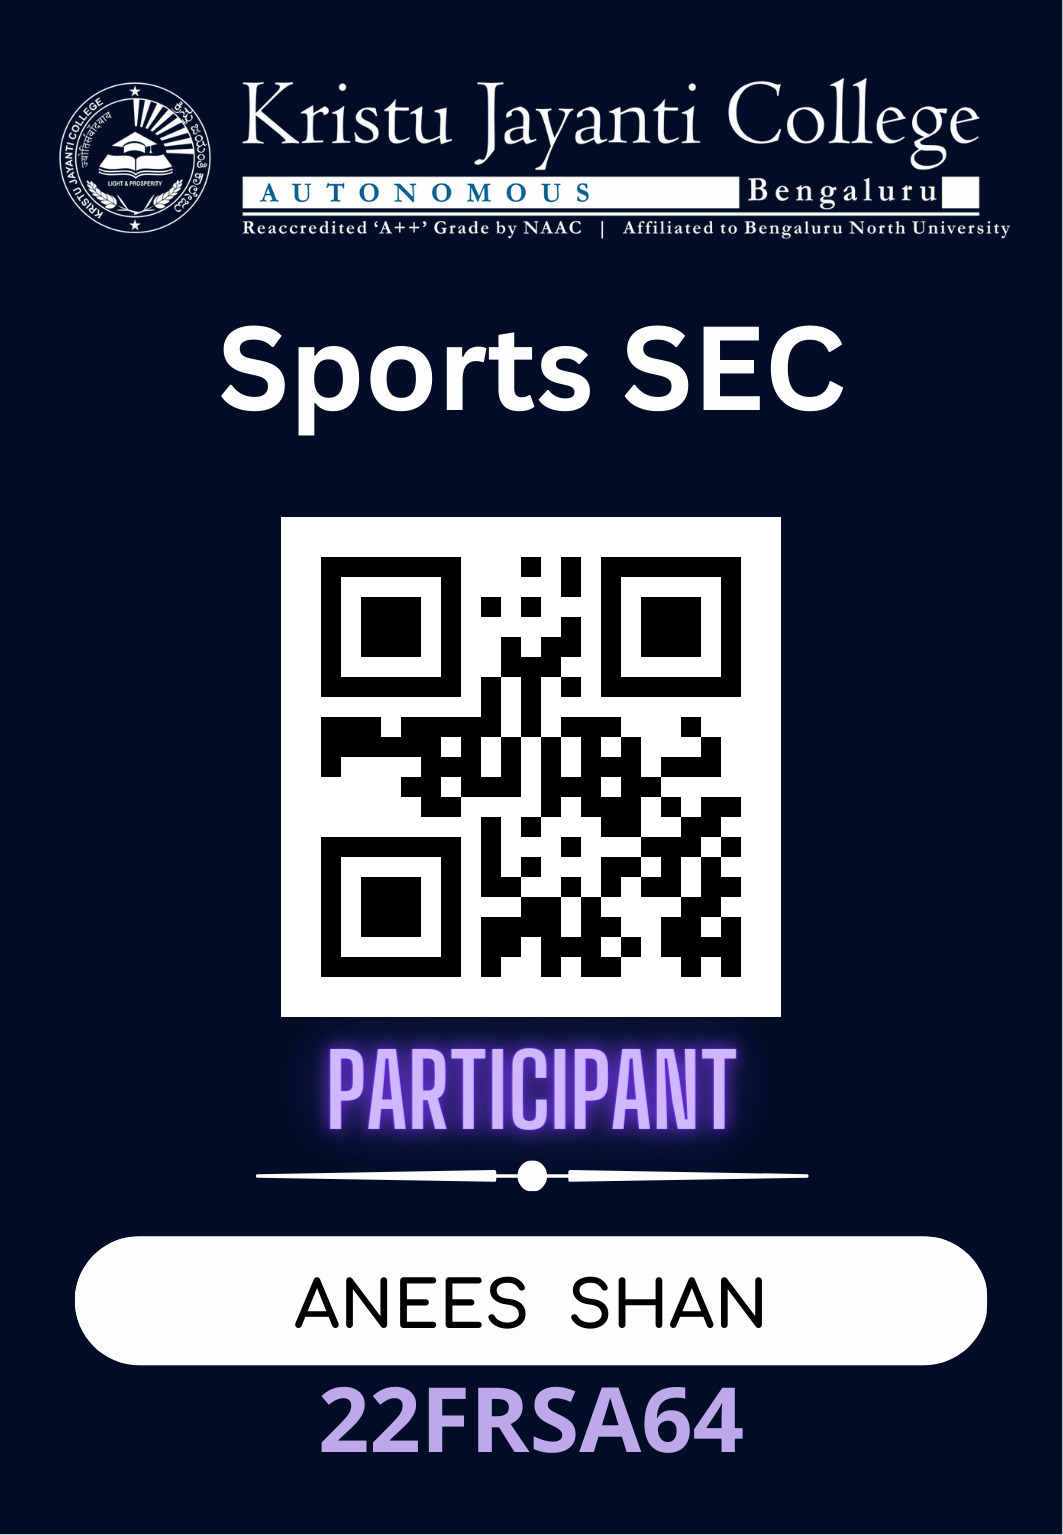 KRISTU JAYANTI COLLEGE
LIGHT & PROSPERITY
Kristu Jayanti College
AUTONOMOUS Bengaluru
Reaccredited ‘A++’ Grade by NAAC | Affiliated to Bengaluru North University
Sports SEC
PARTICIPANT
ANEES SHAN
22FRSA64